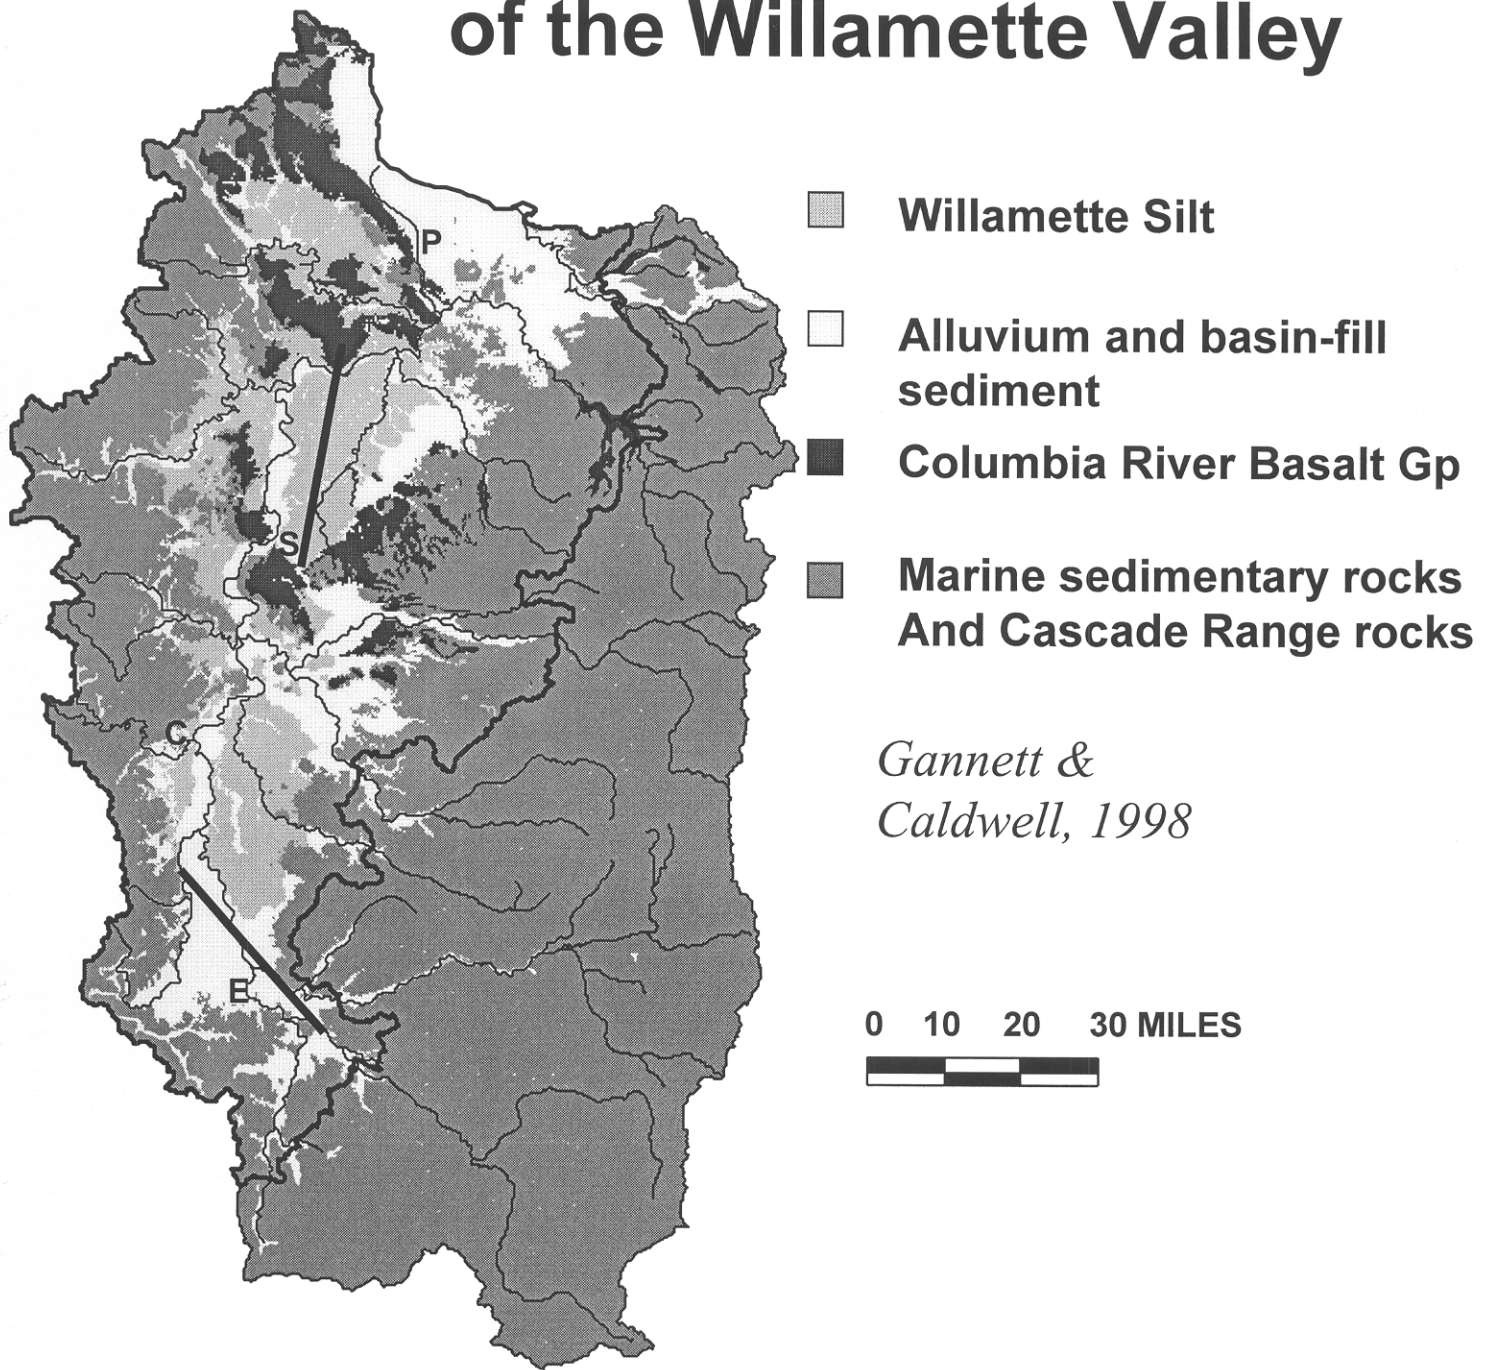 of the Willamette Valley
Willamette Silt
Alluvium and basin-fill
sediment
Columbia River Basalt Gp
Marine sedimentary rocks
And Cascade Range rocks
Gannett &
Caldwell, 1998
0 10 20 30 MILES
P
S
C
E